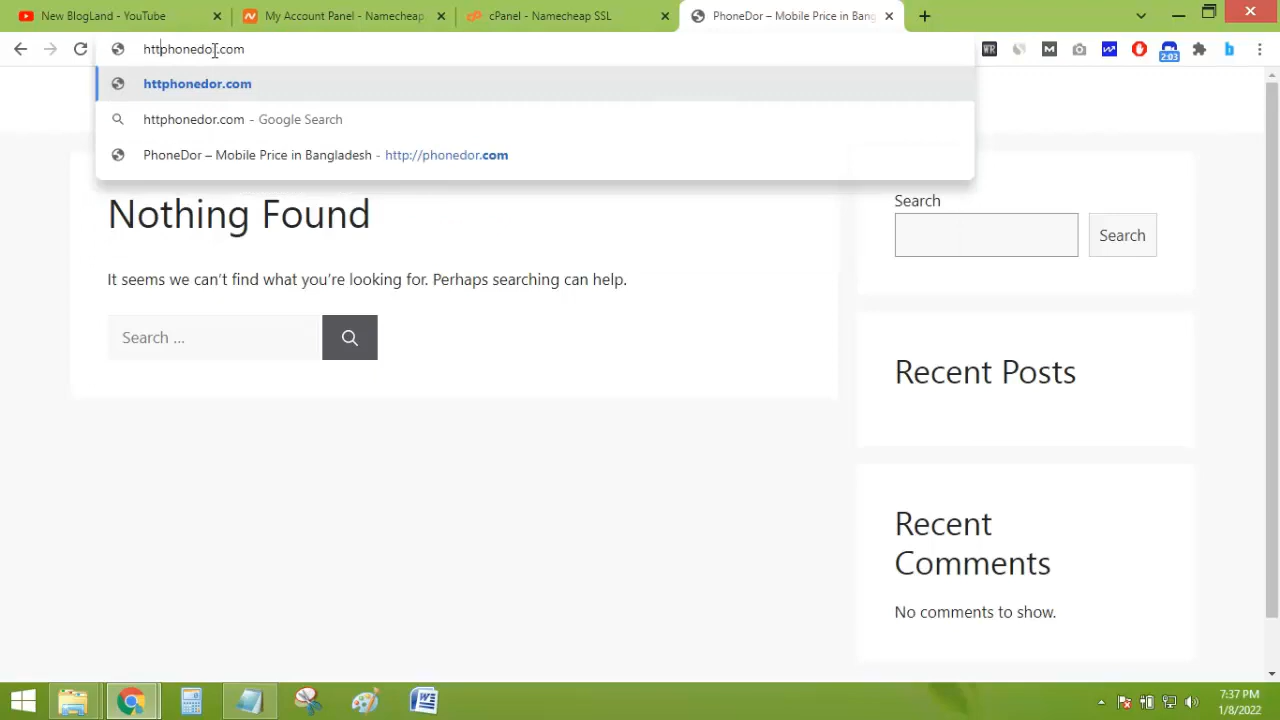 New BlogLand - YouTube
My Account Panel - Namecheap
cPanel - Namecheap SSL
PhoneDor – Mobile Price in Bang
httphonedor.com
WR
M
2:03
b
httphonedor.com
httphonedor.com - Google Search
PhoneDor – Mobile Price in Bangladesh - http://phonedor.com
Nothing Found
It seems we can't find what you're looking for. Perhaps searching can help.
Search ...
Search
Search
Recent Posts
Recent
Comments
No comments to show.
7:37 PM
1/8/2022